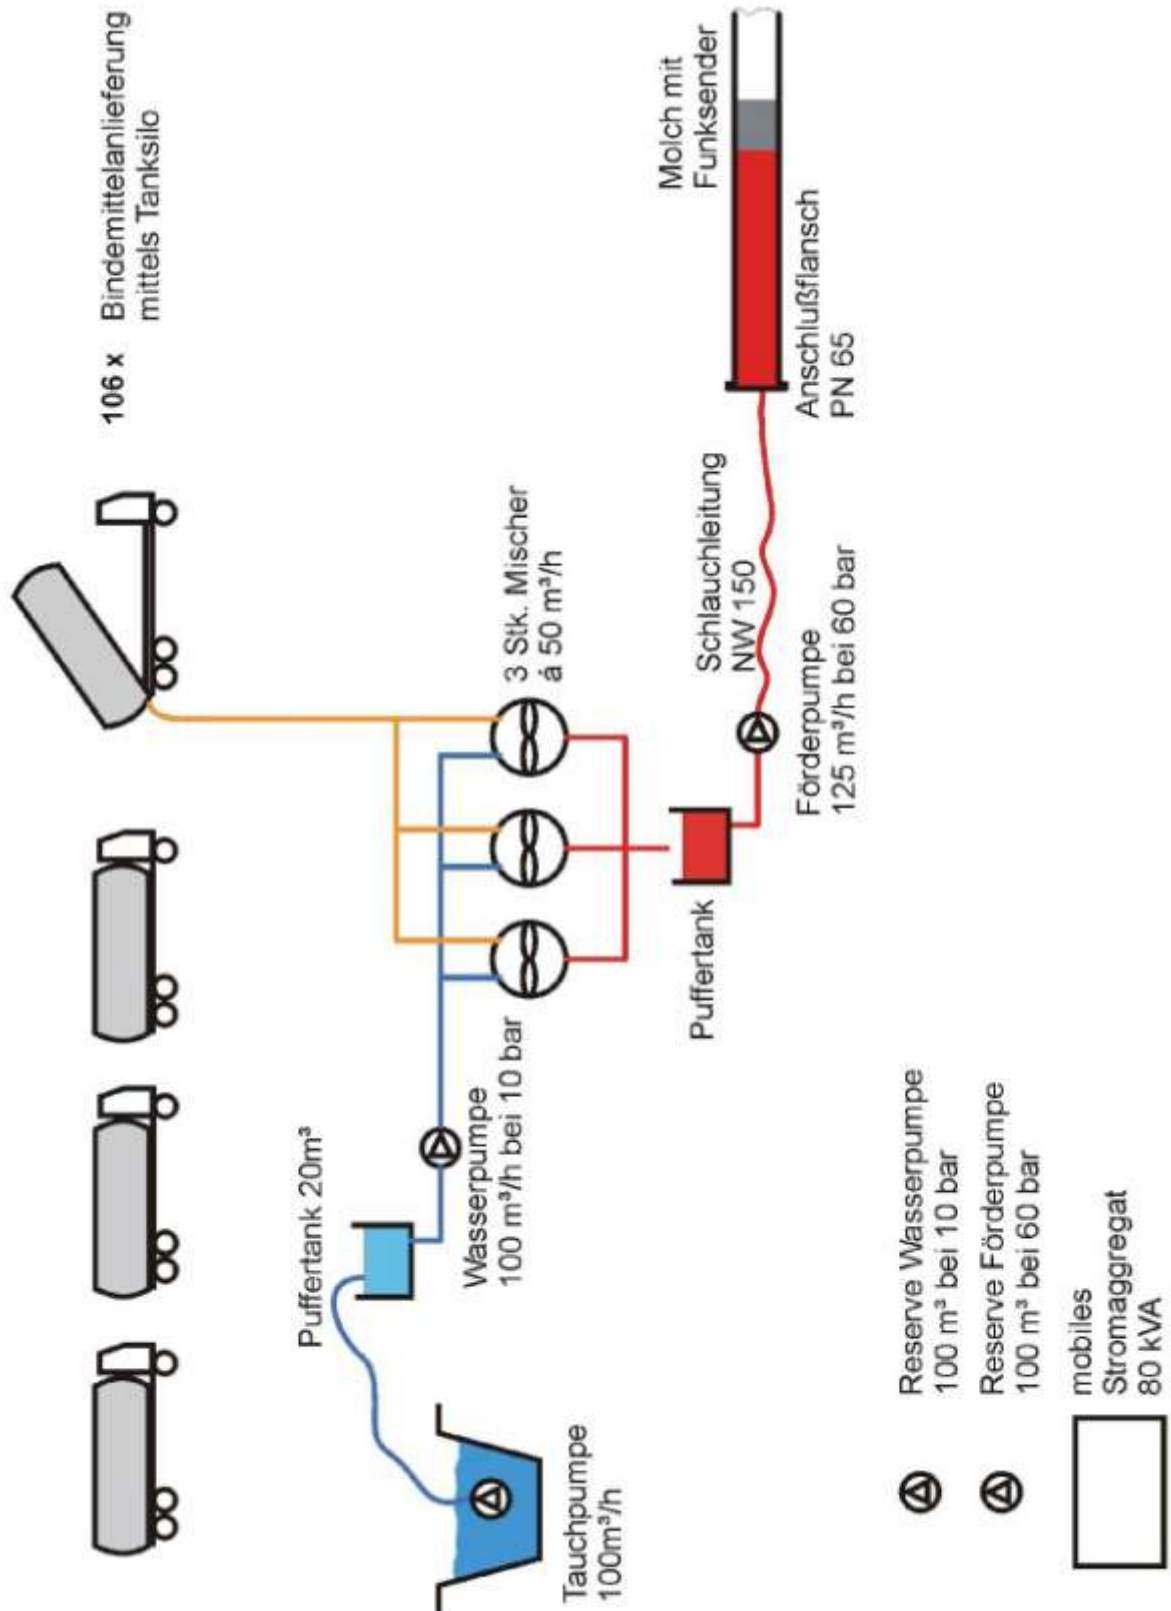 106 x Bindemittelanlieferung
mittels Tanksilo
Puffertank 20m³
Tauchpumpe
100m³/h
Wasserpumpe
100 m³/h bei 10 bar
3 Stk. Mischer
á 50 m³/h
Puffertank
Schlauchleitung
NW 150
Förderpumpe
125 m³/h bei 60 bar
Molch mit
Funksender
Anschlußflansch
PN 65
Reserve Wasserpumpe
100 m³ bei 10 bar
Reserve Förderpumpe
100 m³ bei 60 bar
mobiles
Stromaggregat
80 kVA